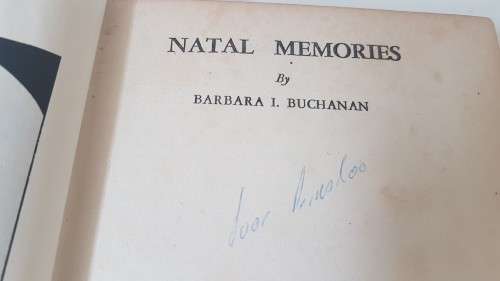 NATAL MEMORIES
By
BARBARA I. BUCHANAN